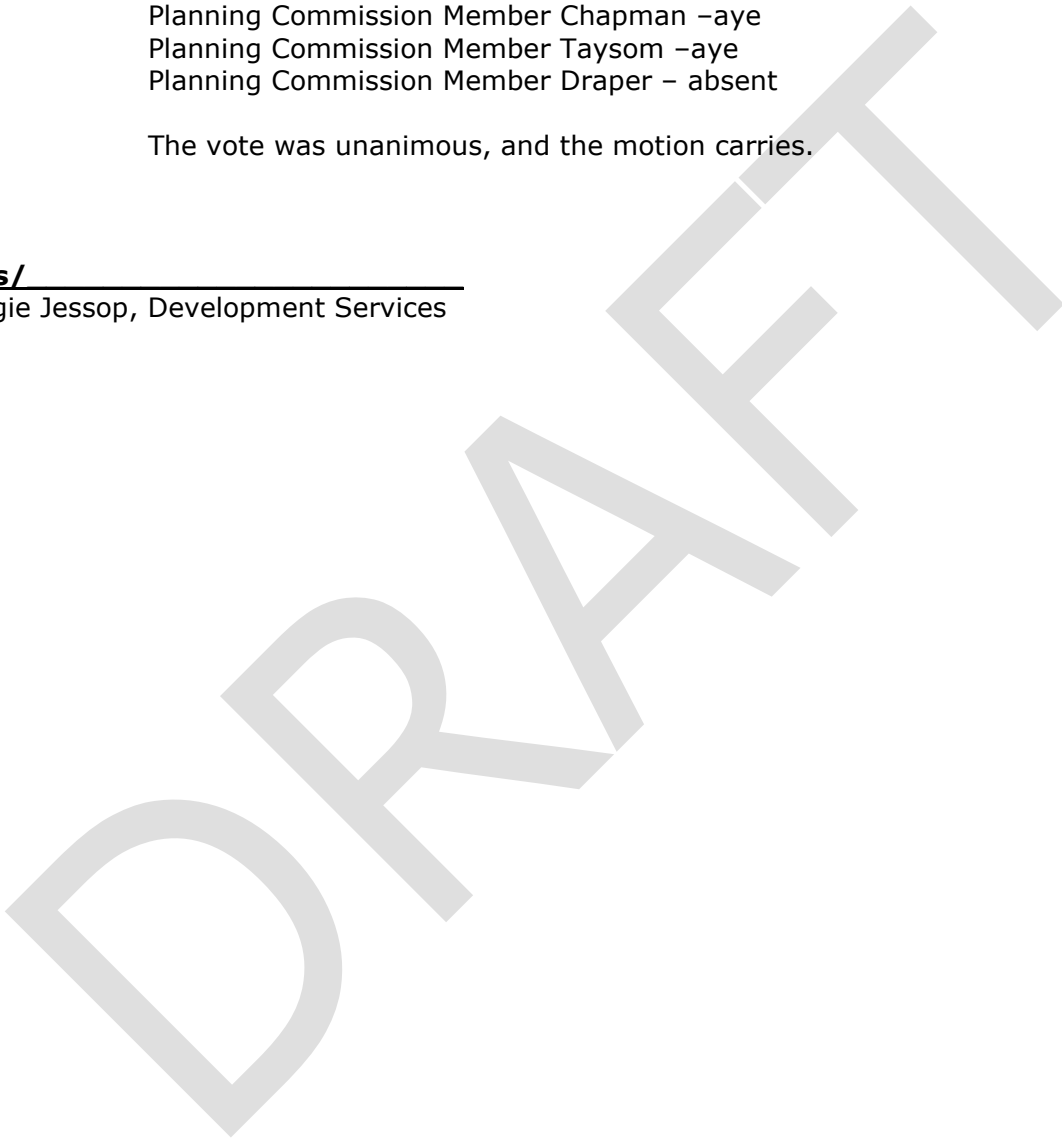 Planning Commission Member Chapman –aye
Planning Commission Member Taysom –aye
Planning Commission Member Draper – absent
The vote was unanimous, and the motion carries.
s/
Jessop, Development Services
DRAFT